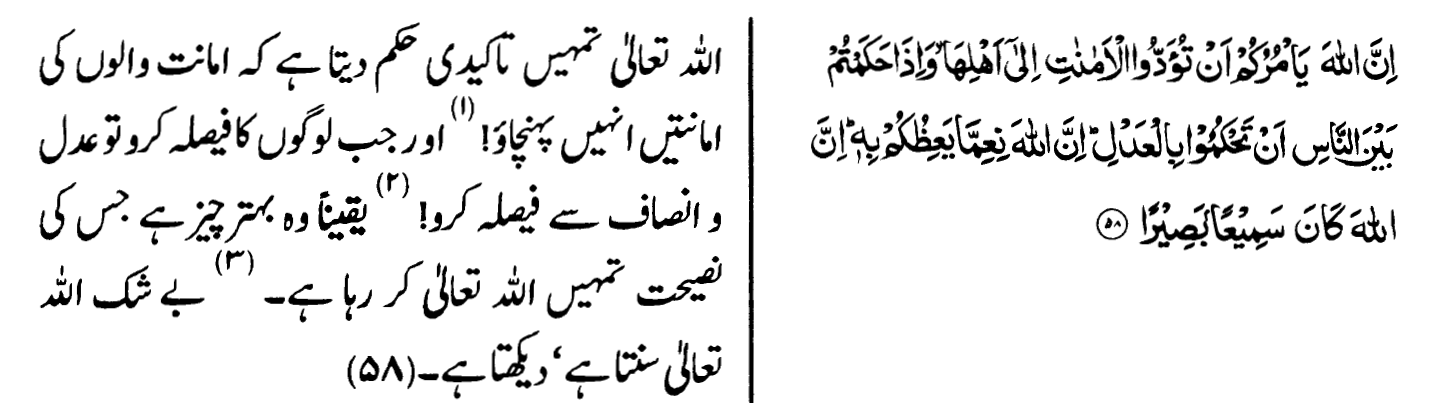 اِنَّ اللّٰهَ يَاْمُرُكُمْ اَنْ تُؤَدُّوا الْاَمٰنٰتِ اِلٰٓى اَهْلِهَا ۙ وَاِذَا حَكَمْتُمْ
بَيْنَ النَّاسِ اَنْ تَحْكُمُوْا بِالْعَدْلِ ؕ اِنَّ اللّٰهَ نِعِمَّا يَعِظُكُمْ بِهٖ ؕ اِنَّ
اللّٰهَ كَانَ سَمِيْعًۢا بَصِيْرًا ۝۵۸
اللہ تعالیٰ تمہیں تاکیدی حکم دیتا ہے کہ امانت والوں کی
امانتیں انہیں پہنچاؤ! (۱) اور جب لوگوں کا فیصلہ کرو تو عدل
و انصاف سے فیصلہ کرو! (۲) یقیناً وہ بہتر چیز ہے جس کی
نصیحت تمہیں اللہ تعالیٰ کر رہا ہے۔ (۳) بے شک اللہ
تعالیٰ سنتا ہے، دیکھتا ہے۔ (۵۸)